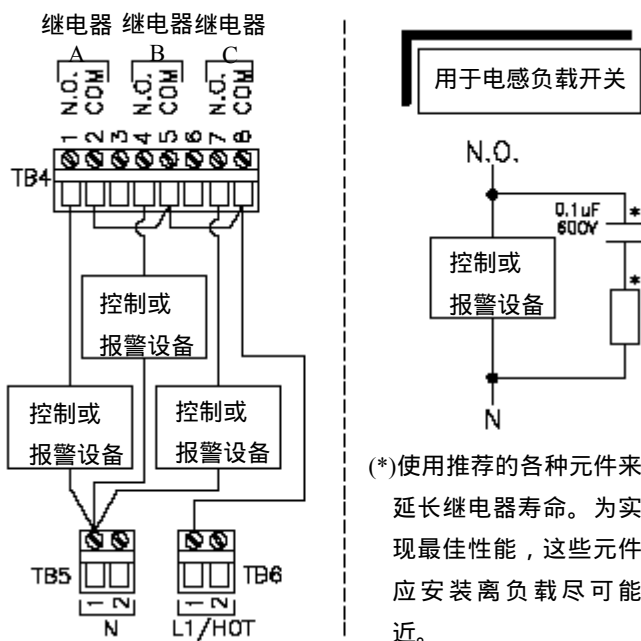 继电器 继电器 继电器
A B C
N.O. COM N.O. COM N.O. COM
1 2 3 4 5 6 7 8
TB4
控制或
报警设备
控制或
报警设备
控制或
报警设备
TB5
1 2
N
TB6
1 2
L1/HOT
用于电感负载开关
N.O.
0.1uF
600V
*
*
控制或
报警设备
N
(*)使用推荐的各种元件来
延长继电器寿命。为实
现最佳性能，这些元件
应安装离负载尽可能
近。